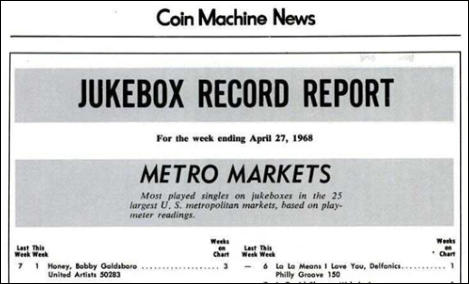 Coin Machine News
JUKEBOX RECORD REPORT
For the week ending April 27, 1968
METRO MARKETS
Most played singles on jukeboxes in the 25
largest U. S. metropolitan markets, based on play-
meter readings.
Last This Weeks on
Week Week Chart
Last This Weeks on
Week Week Chart
7 1 Honey, Bobby Goldsboro .................. 3
United Artists 50283
— 6 La La Means I Love You, Delfonics........ 1
Philly Groove 150